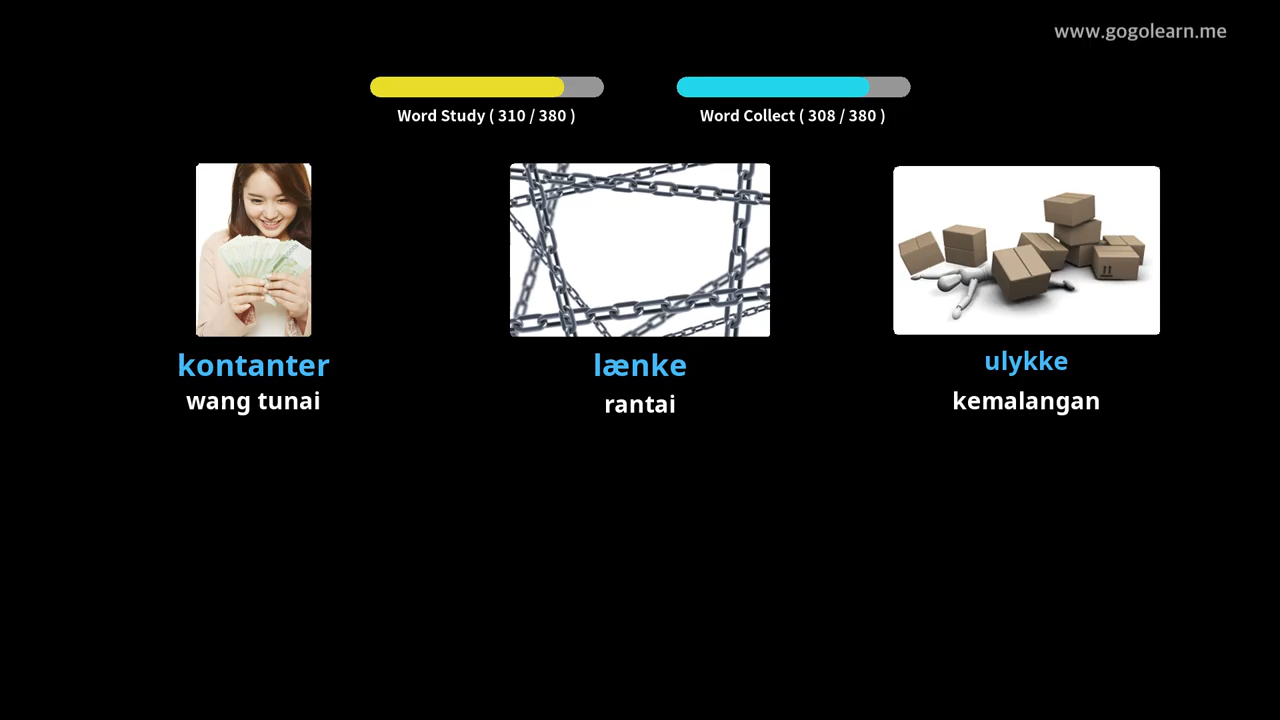 www.gogolearn.me
Word Study ( 310 / 380 )
Word Collect ( 308 / 380 )
kontanter
wang tunai
lænke
rantai
ulykke
kemalangan